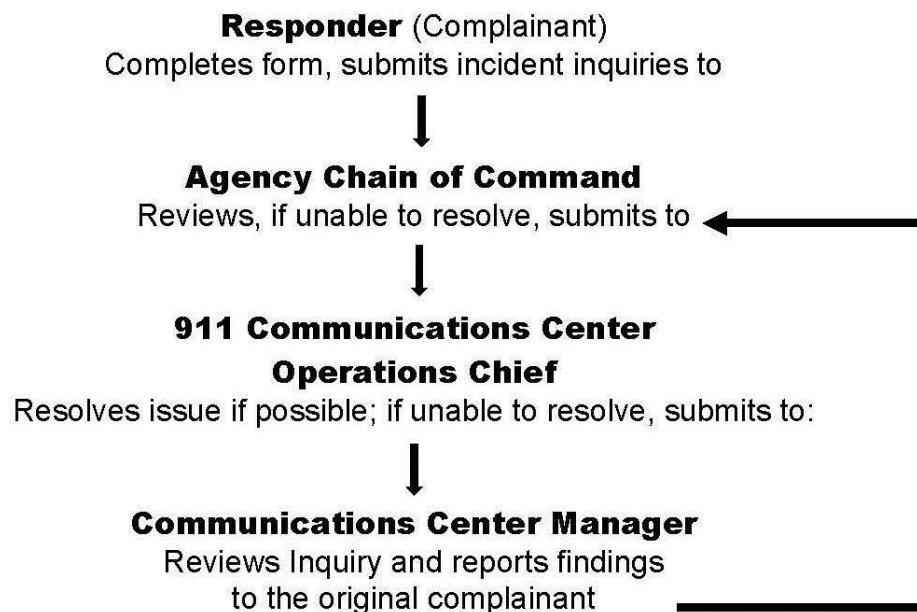 Responder (Complainant)
Completes form, submits incident inquiries to
Agency Chain of Command
Reviews, if unable to resolve, submits to
911 Communications Center
Operations Chief
Resolves issue if possible; if unable to resolve, submits to:
Communications Center Manager
Reviews Inquiry and reports findings
to the original complainant